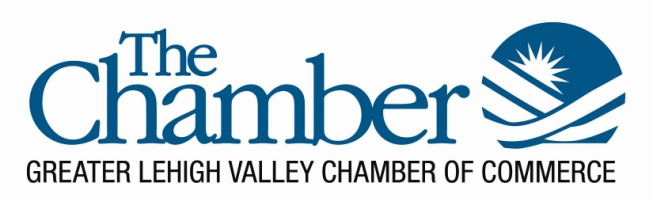 The
Chamber
GREATER LEHIGH VALLEY CHAMBER OF COMMERCE